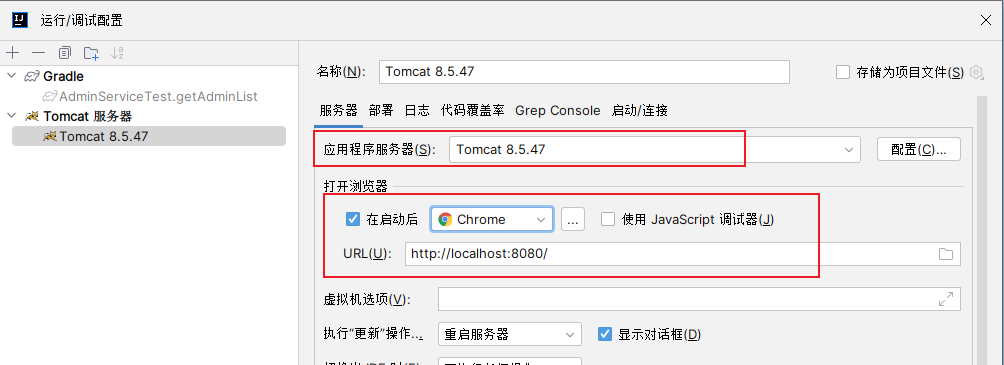 运行/调试配置
名称(N):
Tomcat 8.5.47
存储为项目文件(S)
Gradle
AdminServiceTest.getAdminList
Tomcat 服务器
Tomcat 8.5.47
服务器 部署 日志 代码覆盖率 Grep Console 启动/连接
应用程序服务器(S): Tomcat 8.5.47 配置(C)...
打开浏览器
在启动后 Chrome ... 使用 JavaScript 调试器(J)
URL(U): http://localhost:8080/
虚拟机选项(V):
执行"更新"操作... 重启服务器 显示对话框(D)